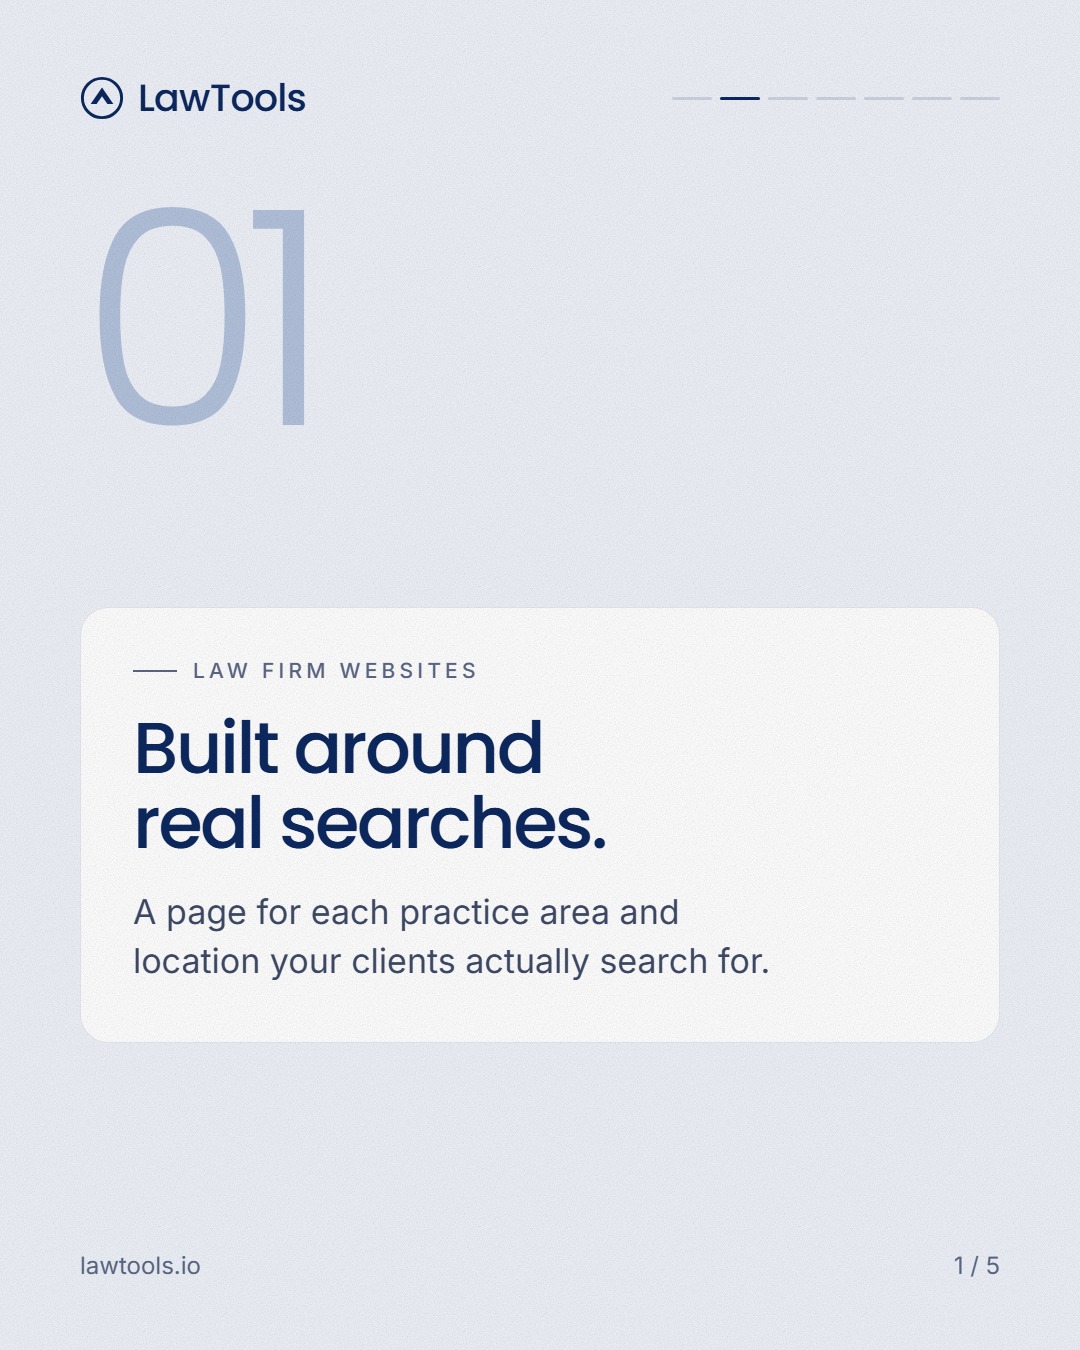 LawTools
01
LAW FIRM WEBSITES
Built around
real searches.
A page for each practice area and
location your clients actually search for.
lawtools.io
1 / 5